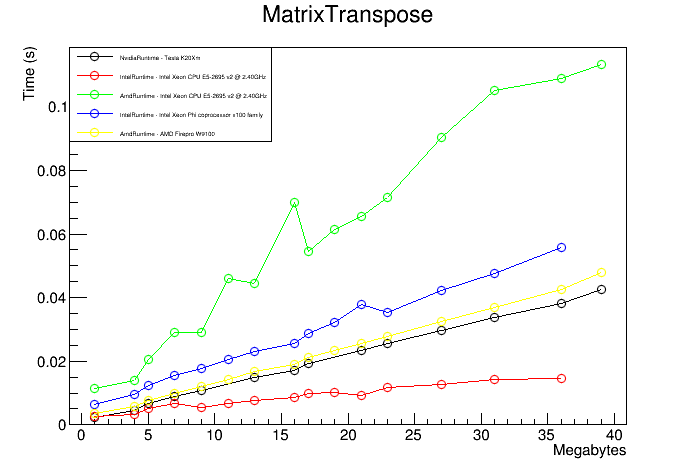 MatrixTranspose
Time (s)
NvidiaRuntime - Tesla K20Xm
IntelRuntime - Intel Xeon CPU E5-2695 v2 @ 2.40GHz
AmdRuntime - Intel Xeon CPU E5-2695 v2 @ 2.40GHz
IntelRuntime - Intel Xeon Phi coprocessor x100 family
AmdRuntime - AMD Firepro W9100
0.1
0.08
0.06
0.04
0.02
0
0 5 10 15 20 25 30 35 40
Megabytes